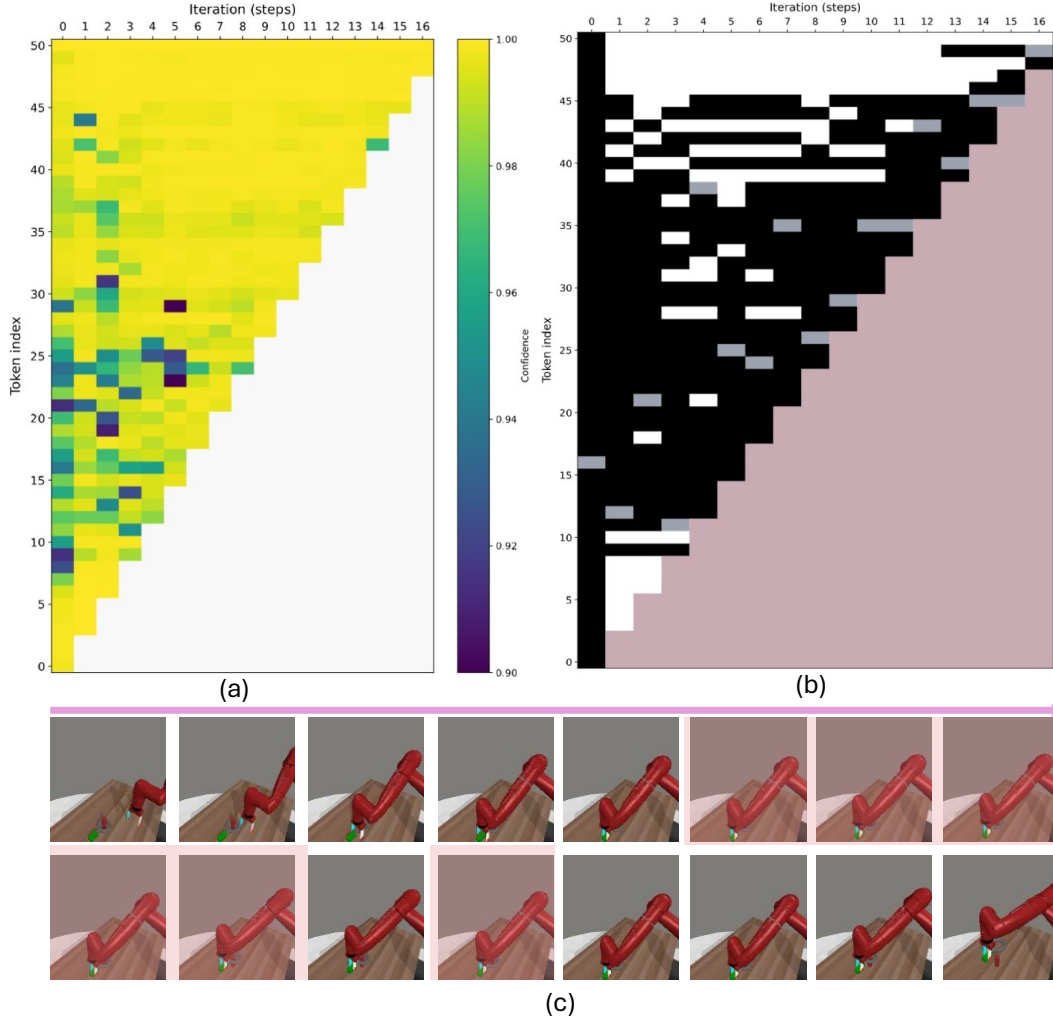 Iteration (steps)
0 1 2 3 4 5 6 7 8 9 10 11 12 13 14 15 16
Token index
50
45
40
35
30
25
20
15
10
5
0
1.00
0.98
0.96
0.94
0.92
0.90
Confidence
(a)
Iteration (steps)
0 1 2 3 4 5 6 7 8 9 10 11 12 13 14 15 16
Token index
50
45
40
35
30
25
20
15
10
5
0
(b)
(c)